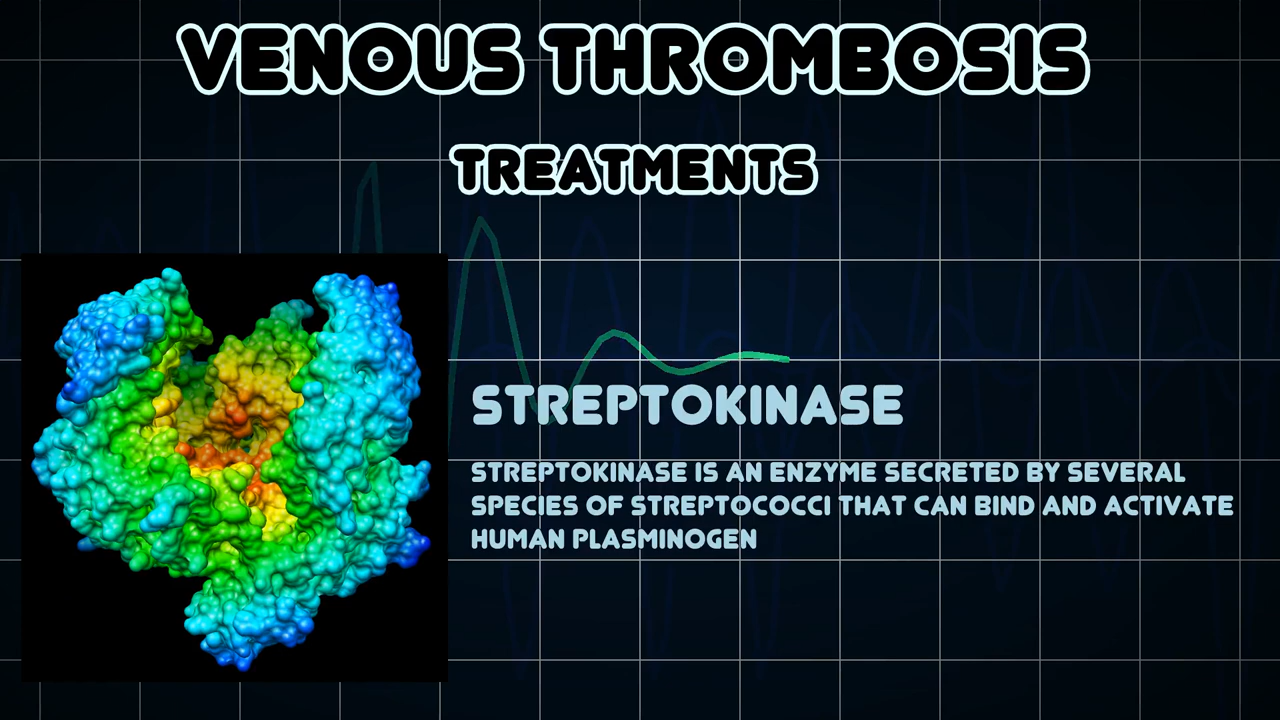 VENOUS THROMBOSIS
TREATMENTS
STREPTOKINASE
STREPTOKINASE IS AN ENZYME SECRETED BY SEVERAL
SPECIES OF STREPTOCOCCI THAT CAN BIND AND ACTIVATE
HUMAN PLASMINOGEN